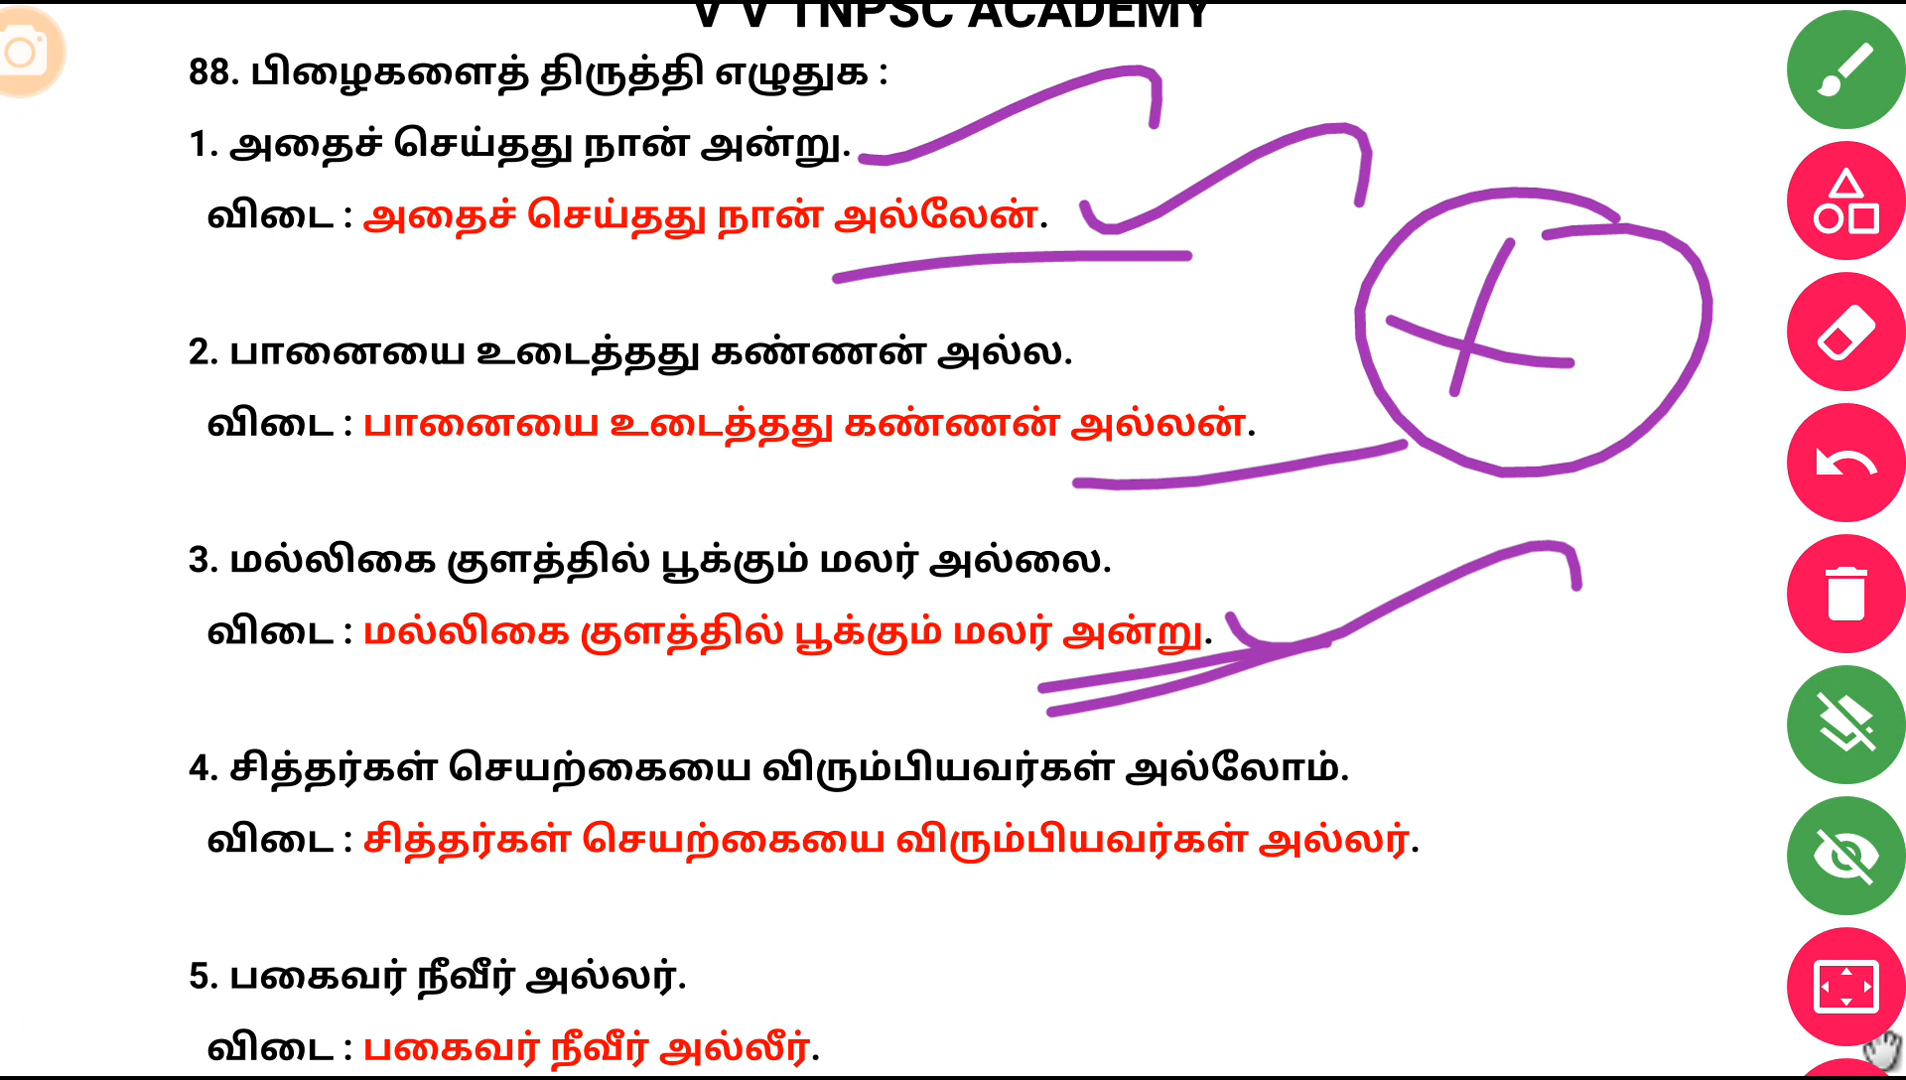 V V TNPSC ACADEMY
88. பிழைகளைத் திருத்தி எழுதுக :
1. அதைச் செய்தது நான் அன்று.
விடை : அதைச் செய்தது நான் அல்லேன்.
2. பானையை உடைத்தது கண்ணன் அல்ல.
விடை : பானையை உடைத்தது கண்ணன் அல்லன்.
3. மல்லிகை குளத்தில் பூக்கும் மலர் அல்லை.
விடை : மல்லிகை குளத்தில் பூக்கும் மலர் அன்று.
4. சித்தர்கள் செயற்கையை விரும்பியவர்கள் அல்லோம்.
விடை : சித்தர்கள் செயற்கையை விரும்பியவர்கள் அல்லர்.
5. பகைவர் நீவீர் அல்லர்.
விடை : பகைவர் நீவீர் அல்லீர்.